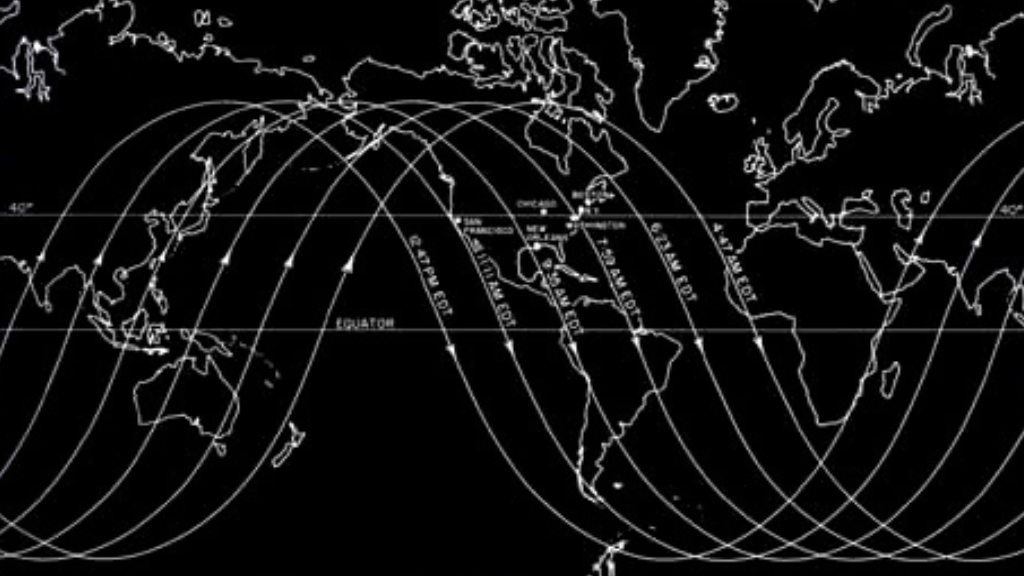 40°
40°
CHICAGO
BOSTON
N.Y.
WASHINGTON
SAN
FRANCISCO
NEW
12:47 PM EDT
11:11 AM EDT
9:35 AM EDT
7:59 AM EDT
6:23 AM EDT
4:47 AM EDT
EQUATOR